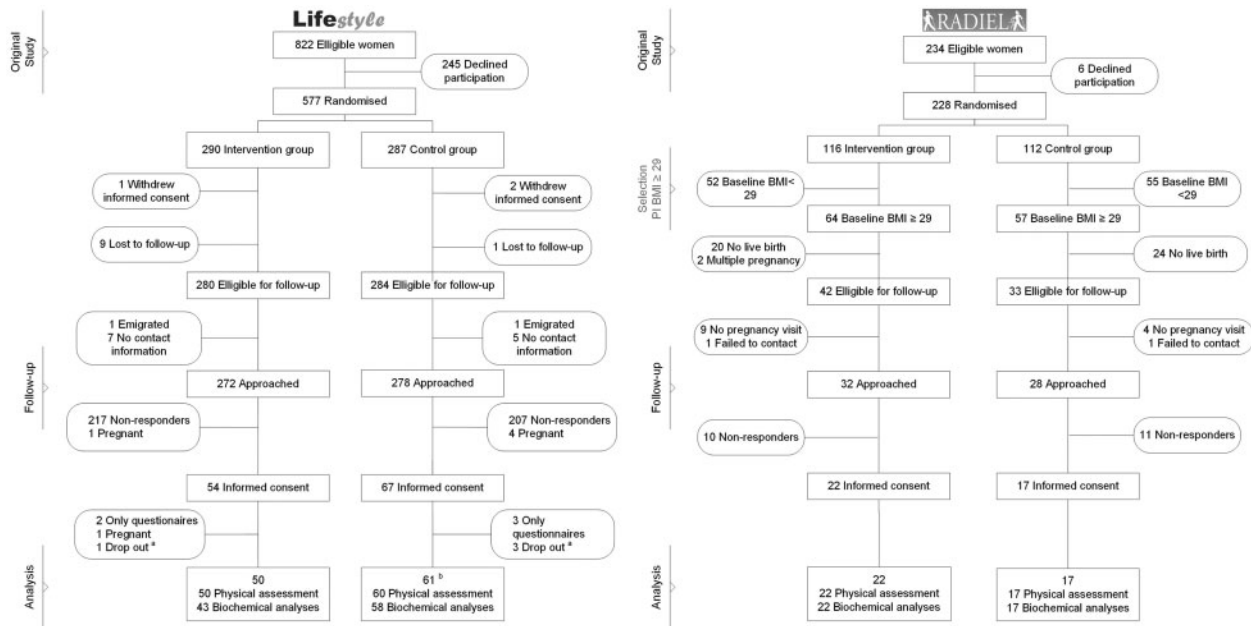 Lifestyle
Original
Study
822 Elligible women
245 Declined
participation
577 Randomised
290 Intervention group
287 Control group
1 Withdrew
informed consent
2 Withdrew
informed consent
9 Lost to follow-up
1 Lost to follow-up
280 Elligible for follow-up
284 Elligible for follow-up
1 Emigrated
7 No contact
information
1 Emigrated
5 No contact
information
Follow-up
272 Approached
278 Approached
217 Non-responders
1 Pregnant
207 Non-responders
4 Pregnant
54 Informed consent
67 Informed consent
2 Only questionaires
1 Pregnant
1 Drop out a
3 Only
questionnaires
3 Drop out a
Analysis
50
50 Physical assessment
43 Biochemical analyses
61 b
60 Physical assessment
58 Biochemical analyses
RADIEL
Original
Study
234 Eligible women
6 Declined
participation
228 Randomised
116 Intervention group
112 Control group
Selection
PI BMI ≥ 29
52 Baseline BMI<
29
55 Baseline BMI
<29
64 Baseline BMI ≥ 29
57 Baseline BMI ≥ 29
20 No live birth
2 Multiple pregnancy
24 No live birth
42 Eligible for follow-up
33 Eligible for follow-up
9 No pregnancy visit
1 Failed to contact
4 No pregnancy visit
1 Failed to contact
Follow-up
32 Approached
28 Approached
10 Non-responders
11 Non-responders
22 Informed consent
17 Informed consent
Analysis
22
22 Physical assessment
22 Biochemical analyses
17
17 Physical assessment
17 Biochemical analyses